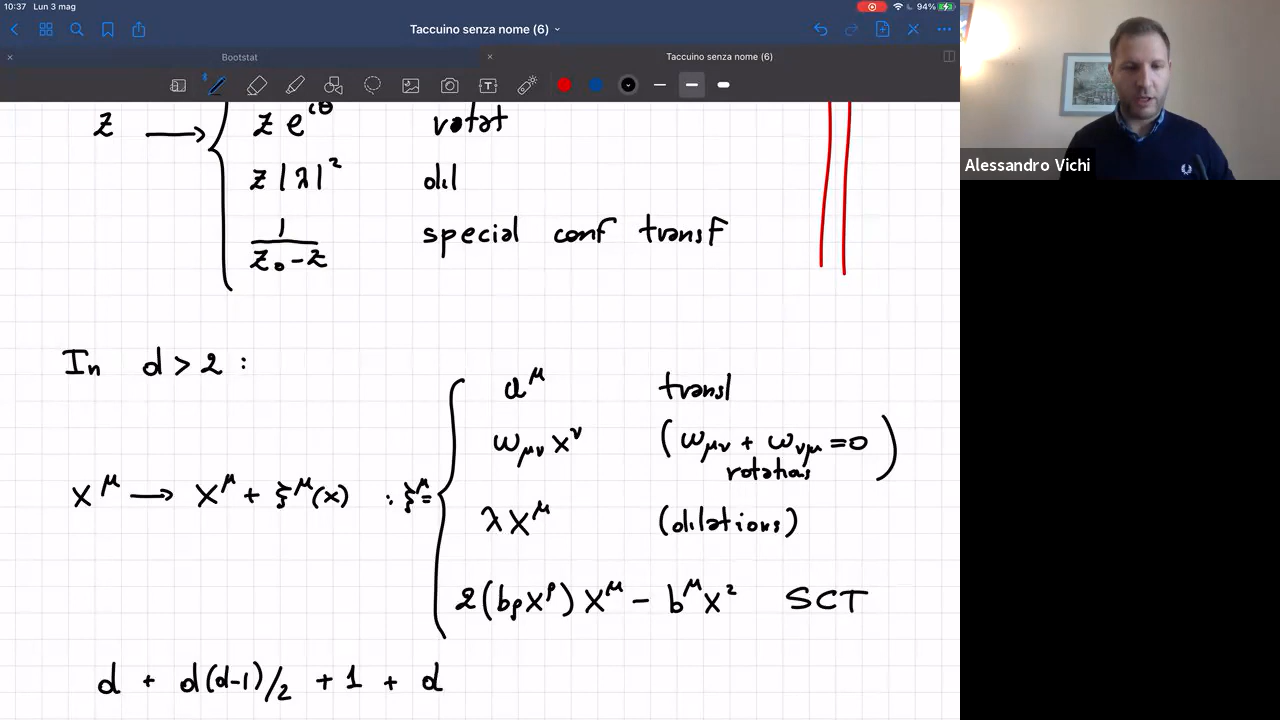 10:37 Lun 3 mag
94%
Taccuino senza nome (6)
Bootstat
Taccuino senza nome (6)
z ⟶ { z e^{iθ} rotat
z |λ|² dil
1/(z₀-z) special conf transf
In d > 2 :
a^μ transl
ω_{μν} x^ν (ω_{μν} + ω_{νμ} = 0
rotations)
x^μ ⟶ x^μ + ξ^μ(x) : ξ^μ = {
λ x^μ (dilations)
2(b_ρ x^ρ) x^μ - b^μ x² SCT
d + d(d-1)/2 + 1 + d
Alessandro Vichi